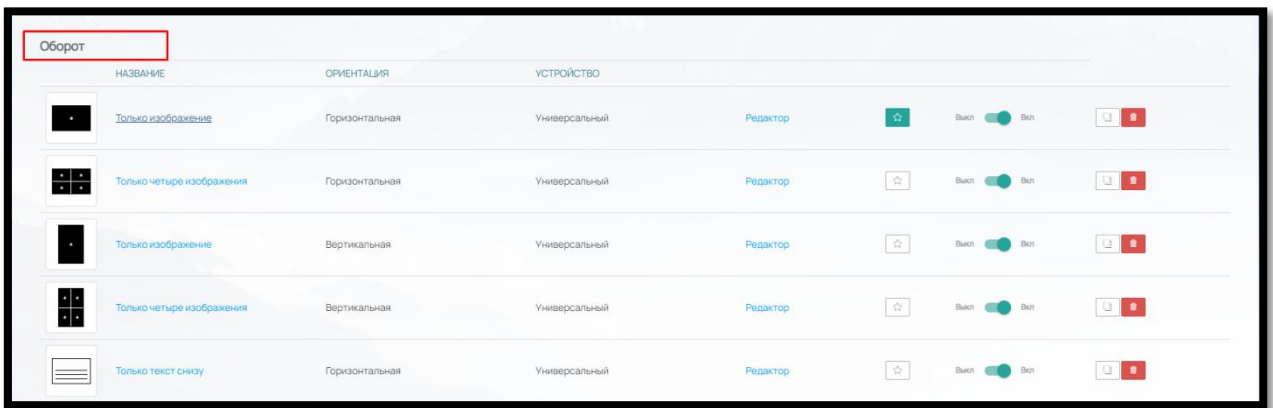 Оборот
НАЗВАНИЕ ОРИЕНТАЦИЯ УСТРОЙСТВО
Только изображение Горизонтальная Универсальный Редактор Выкл Вкл
Только четыре изображения Горизонтальная Универсальный Редактор Выкл Вкл
Только изображение Вертикальная Универсальный Редактор Выкл Вкл
Только четыре изображения Вертикальная Универсальный Редактор Выкл Вкл
Только текст снизу Горизонтальная Универсальный Редактор Выкл Вкл